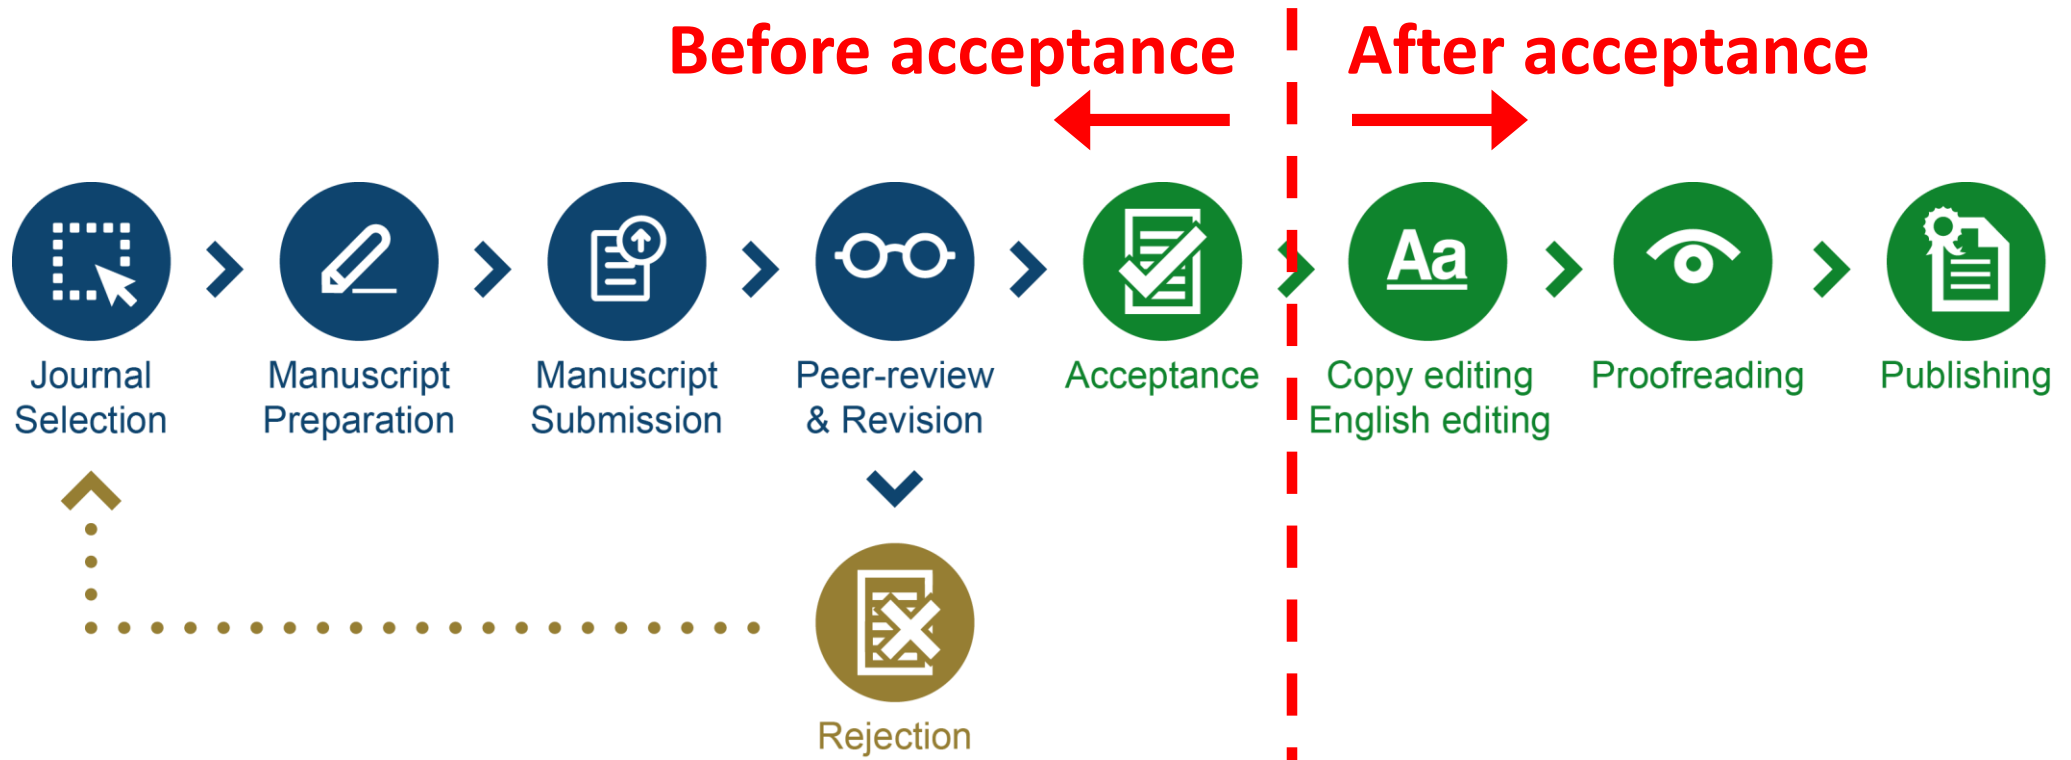 Before acceptance
After acceptance
Aa
Journal
Selection
Manuscript
Preparation
Manuscript
Submission
Peer-review
& Revision
Acceptance
Copy editing
English editing
Proofreading
Publishing
Rejection